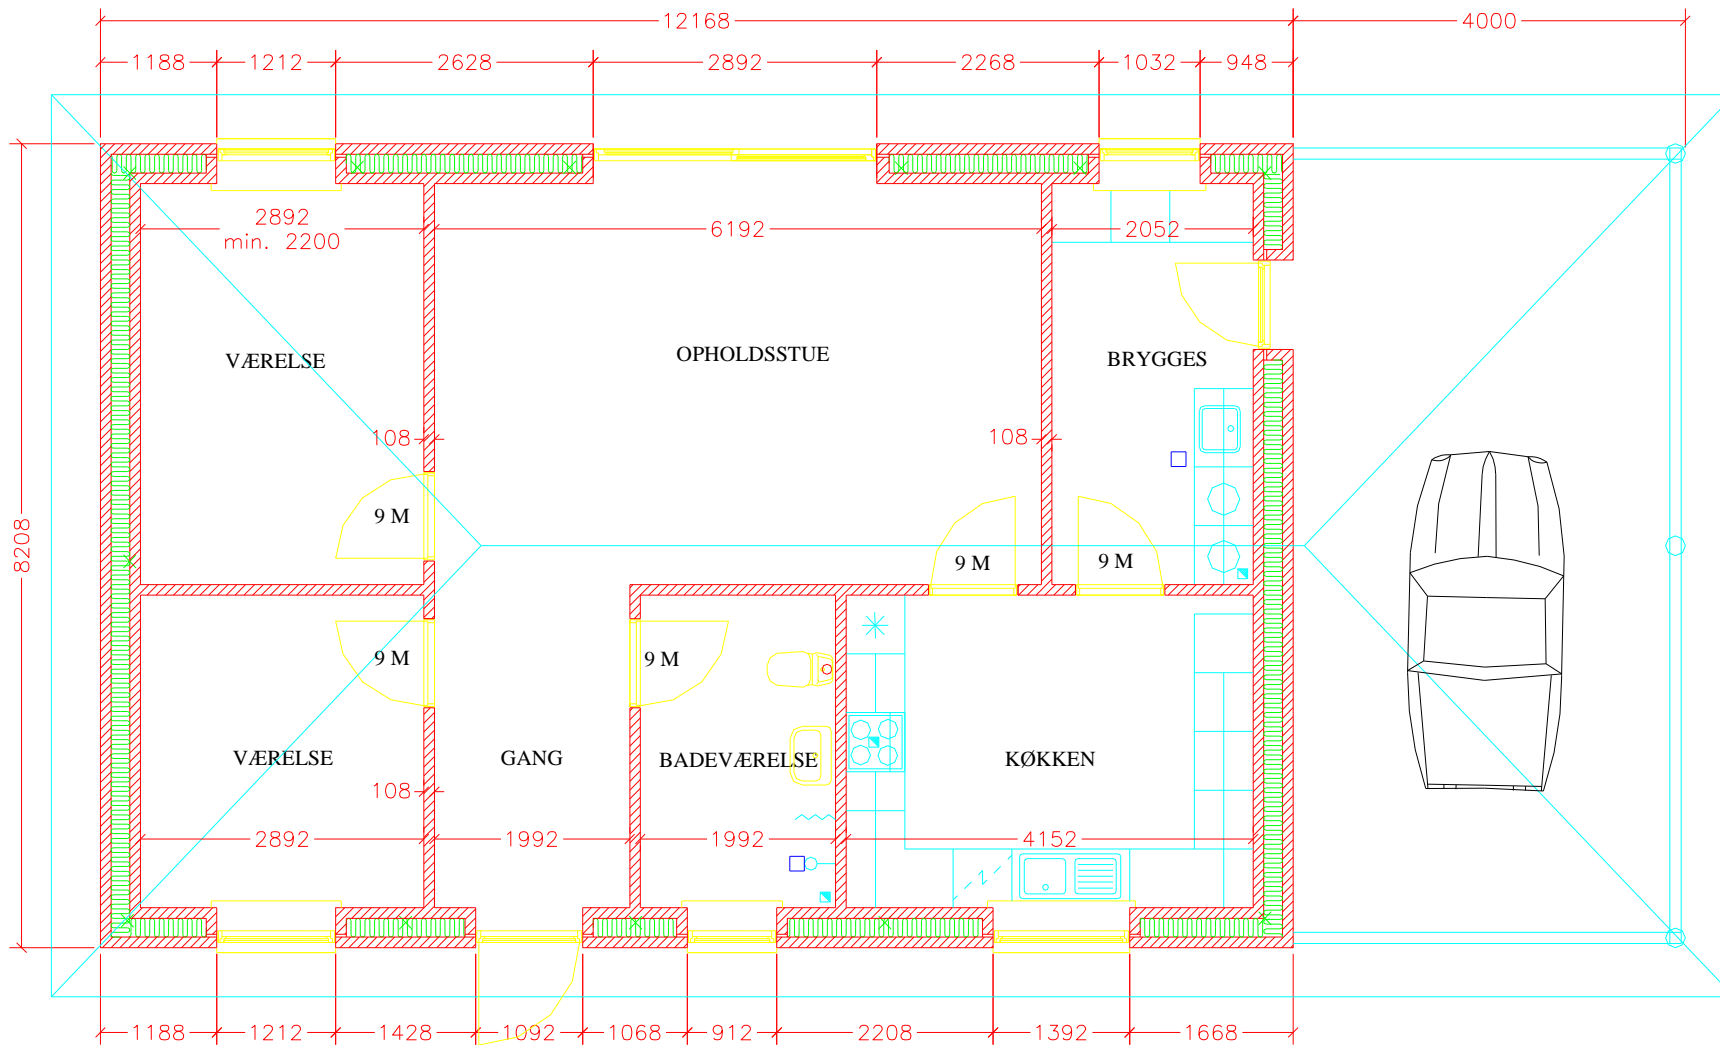 12168
4000
1188
1212
2628
2892
2268
1032
948
2892
min. 2200
6192
2052
VÆRELSE
OPHOLDSSTUE
BRYGGES
108
108
8208
9 M
9 M
9 M
9 M
9 M
VÆRELSE
GANG
BADEVÆRELSE
KØKKEN
108
2892
1992
1992
4152
Z
1188
1212
1428
1092
1068
912
2208
1392
1668